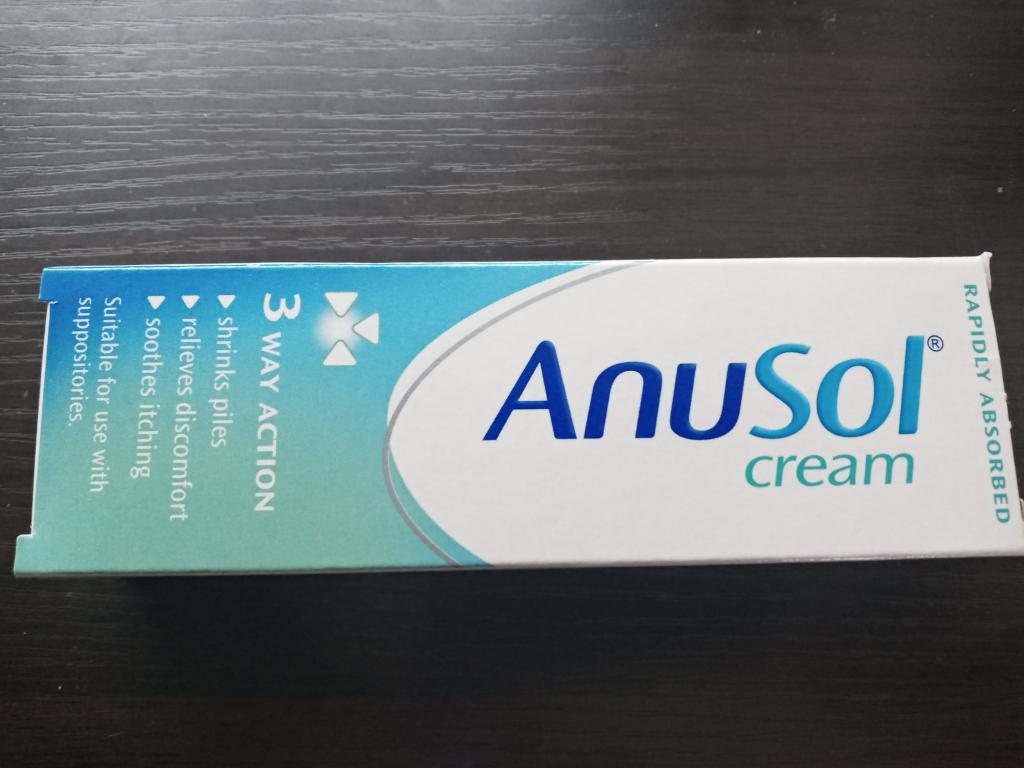 RAPIDLY ABSORBED
AnuSol®
cream
3 WAY ACTION
▶ shrinks piles
▶ relieves discomfort
▶ soothes itching
Suitable for use with
suppositories.